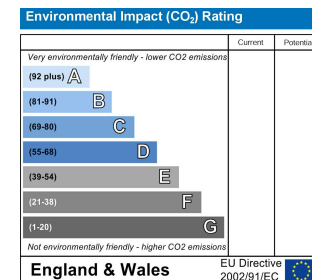 Environmental Impact (CO₂) Rating
Current Potentia
Very environmentally friendly - lower CO2 emissions
(92 plus) A
(81-91) B
(69-80) C
(55-68) D
(39-54) E
(21-38) F
(1-20) G
Not environmentally friendly - higher CO2 emissions
England & Wales
EU Directive
2002/91/EC